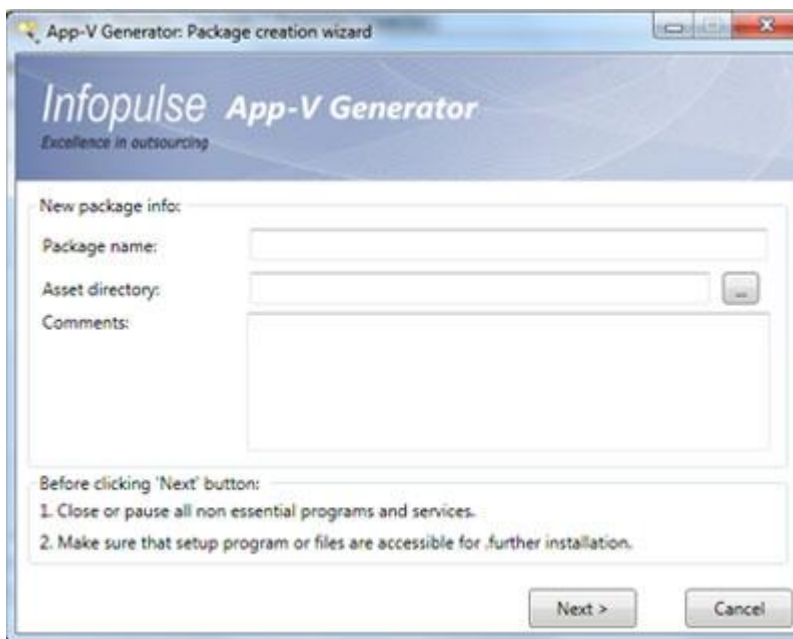 App-V Generator: Package creation wizard
Infopulse App-V Generator
Excellence in outsourcing
New package info:
Package name:
Asset directory:
...
Comments:
Before clicking 'Next' button:
1. Close or pause all non essential programs and services.
2. Make sure that setup program or files are accessible for .further installation.
Next >
Cancel